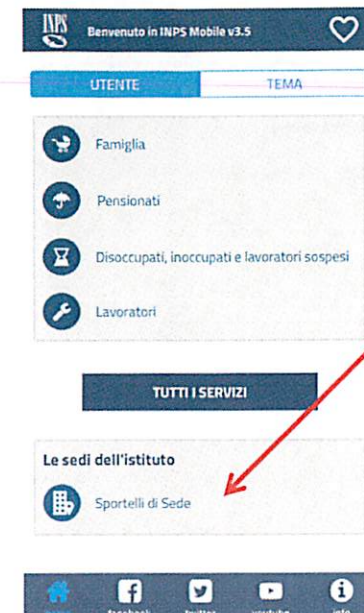 INPS
Benvenuto in INPS Mobile v3.5
UTENTE
TEMA
Famiglia
Pensionati
Disoccupati, inoccupati e lavoratori sospesi
Lavoratori
TUTTI I SERVIZI
Le sedi dell'istituto
Sportelli di Sede
facebook
twitter
youtube
info